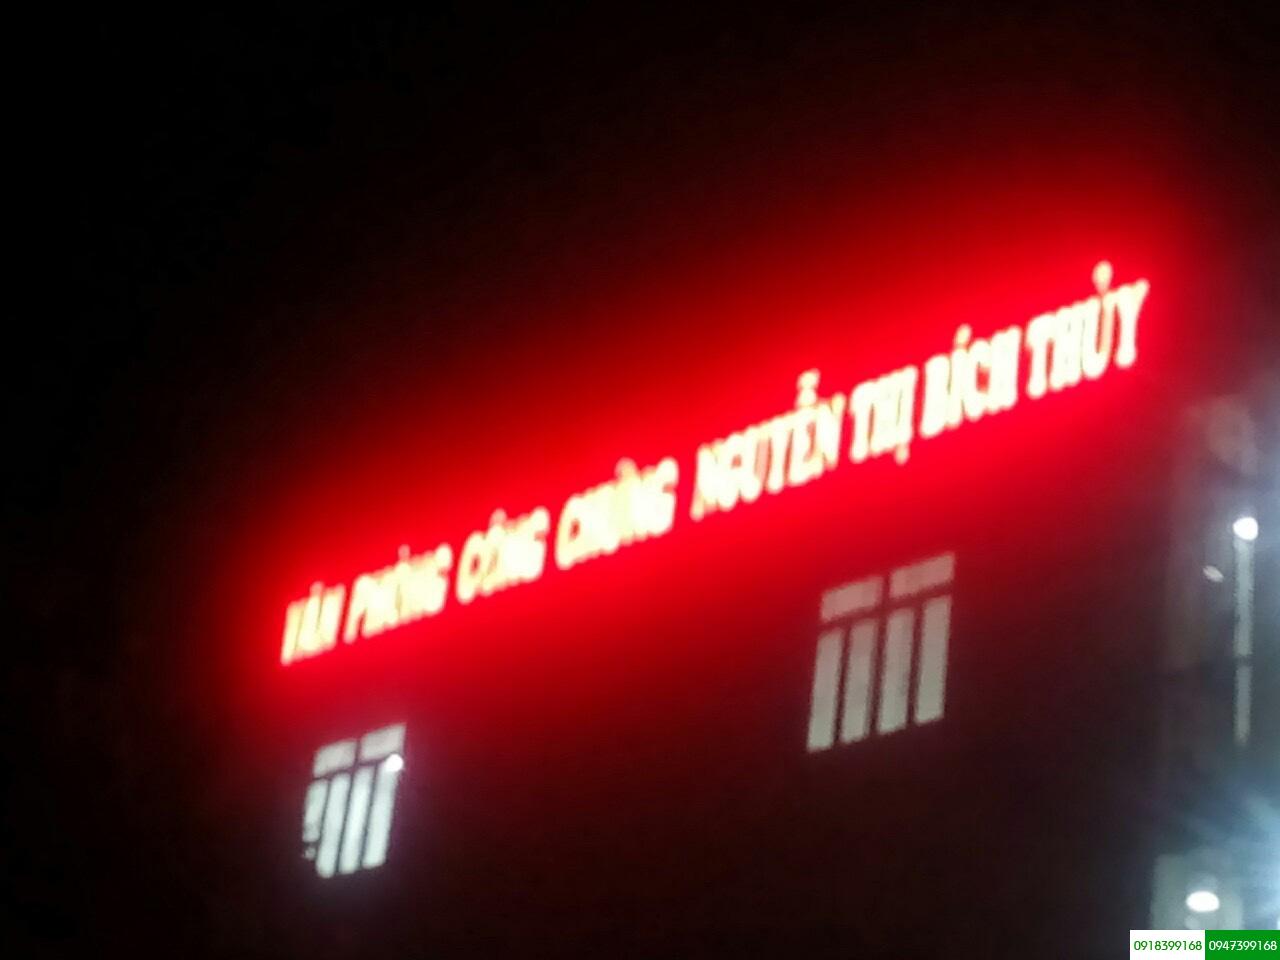 VĂN PHÒNG CÔNG CHỨNG NGUYỄN THỊ BÍCH THỦY
0918399168 0947399168